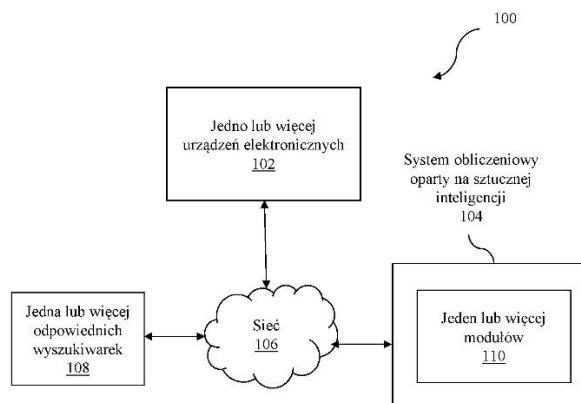 100
Jedno lub więcej
urządzeń elektronicznych
102
System obliczeniowy
oparty na sztucznej
inteligencji
104
Jedna lub więcej
odpowiednich
wyszukiwarek
108
Sieć
106
Jeden lub więcej
modułów
110